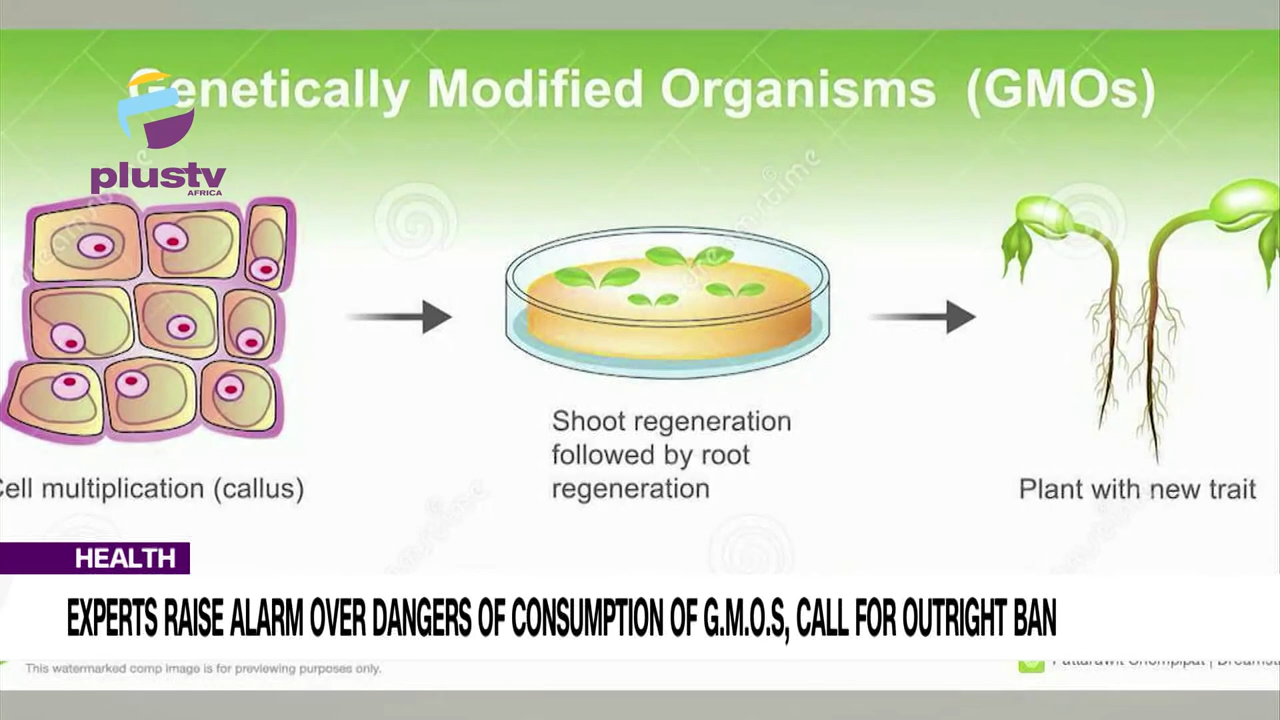 Genetically Modified Organisms (GMOs)
plustv
AFRICA
Cell multiplication (callus)
Shoot regeneration
followed by root
regeneration
Plant with new trait
HEALTH
EXPERTS RAISE ALARM OVER DANGERS OF CONSUMPTION OF G.M.O.S, CALL FOR OUTRIGHT BAN
This watermarked comp image is for previewing purposes only.